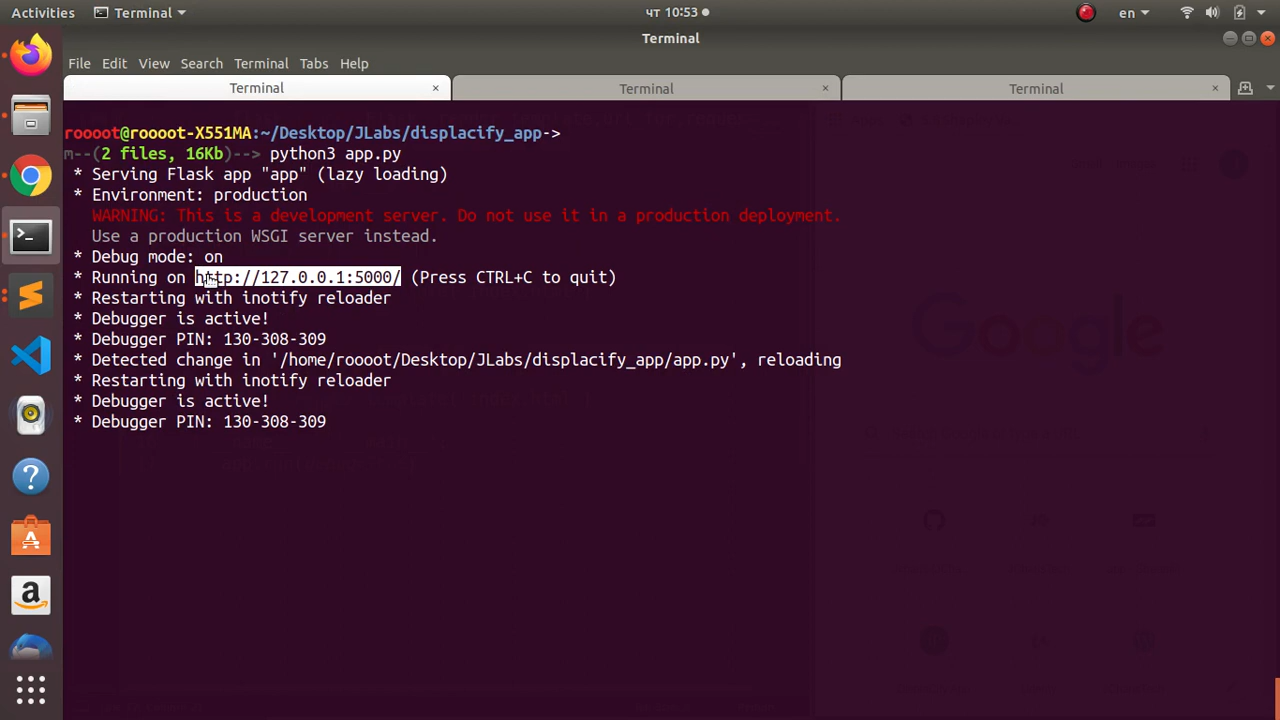 Activities
Terminal
чт 10:53
en
Terminal
File Edit View Search Terminal Tabs Help
Terminal × Terminal × Terminal ×
roooot@roooot-X551MA:~/Desktop/JLabs/displacify_app->
m--(2 files, 16Kb)--> python3 app.py
* Serving Flask app "app" (lazy loading)
* Environment: production
WARNING: This is a development server. Do not use it in a production deployment.
Use a production WSGI server instead.
* Debug mode: on
* Running on http://127.0.0.1:5000/ (Press CTRL+C to quit)
* Restarting with inotify reloader
* Debugger is active!
* Debugger PIN: 130-308-309
* Detected change in '/home/roooot/Desktop/JLabs/displacify_app/app.py', reloading
* Restarting with inotify reloader
* Debugger is active!
* Debugger PIN: 130-308-309
Google